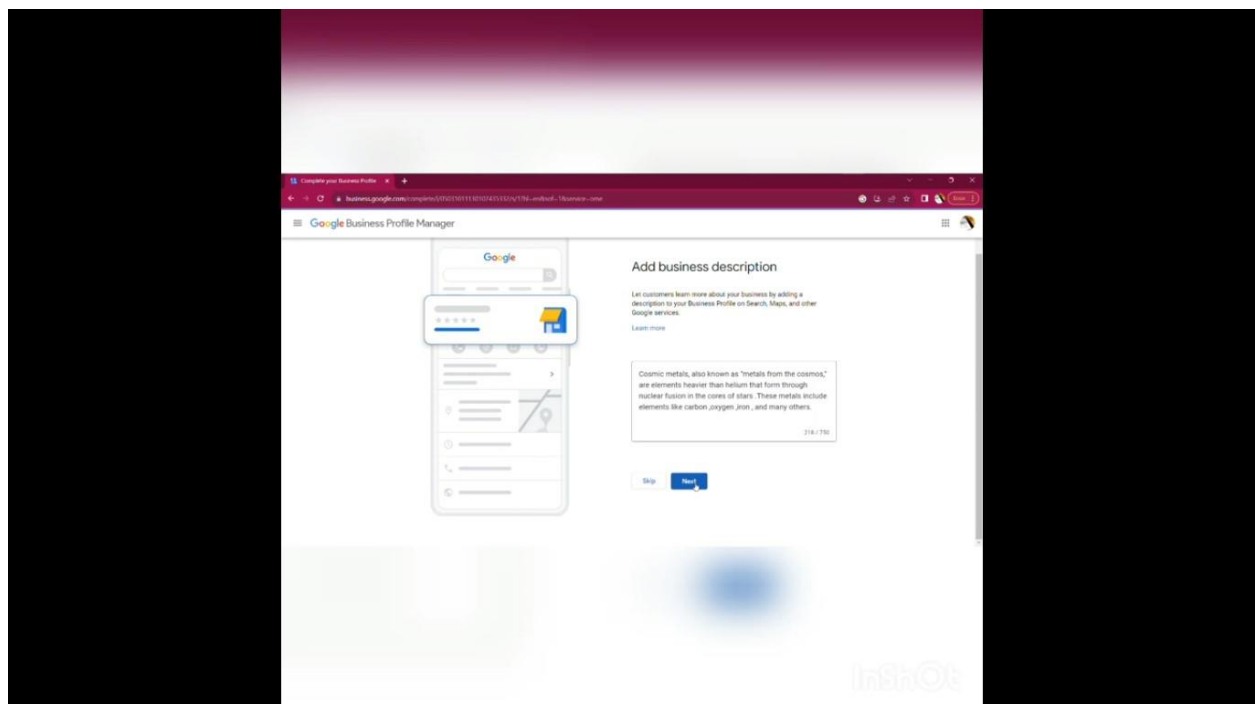 Complete your Business Profile
Google Business Profile Manager
Google
Add business description
Let customers learn more about your business by adding a
description to your Business Profile on Search, Maps, and other
Google services.
Learn more
Cosmic metals, also known as "metals from the cosmos,"
are elements heavier than helium that form through
nuclear fusion in the cores of stars. These metals include
elements like carbon ,oxygen ,iron , and many others.
/ 750
Skip
Next
InShOt